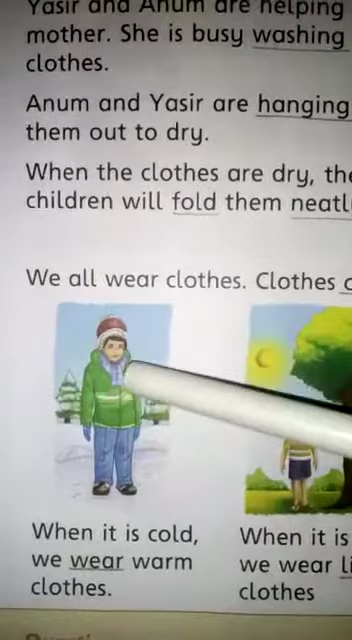 Yasir and Anum are helping
mother. She is busy washing
clothes.
Anum and Yasir are hanging
them out to dry.
When the clothes are dry,
children will fold them
We all wear clothes. Clothes
When it is cold,
we wear warm
clothes.
When it is
we wear
clothes